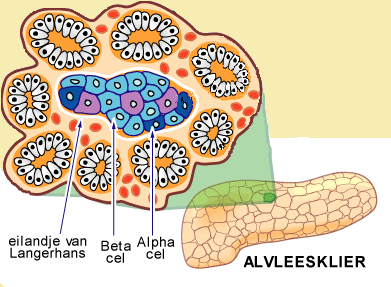 eilandje van
Langerhans
Beta
cel
Alpha
cel
ALVLEESKLIER